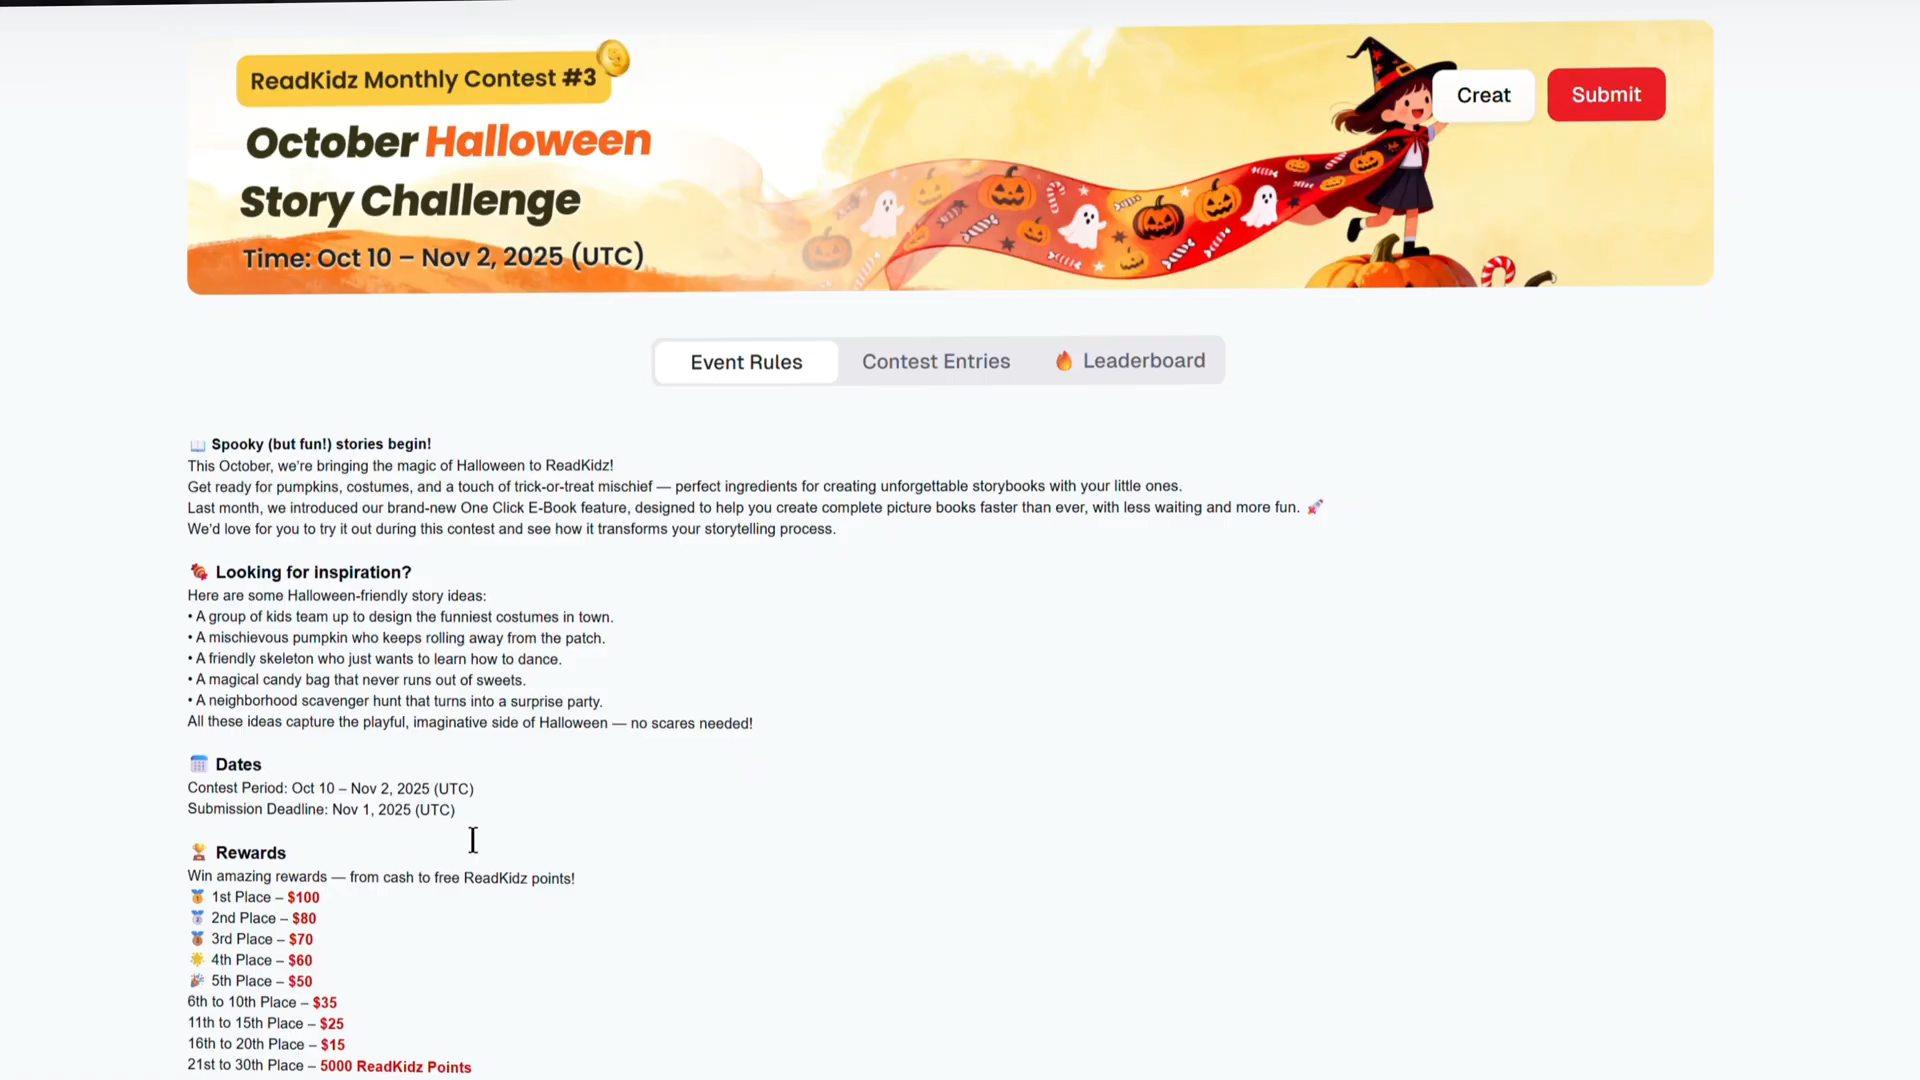 ReadKidz Monthly Contest #3
October Halloween
Story Challenge
Time: Oct 10 – Nov 2, 2025 (UTC)
Creat
Submit
Event Rules
Contest Entries
🔥 Leaderboard
📖 Spooky (but fun!) stories begin!
This October, we're bringing the magic of Halloween to ReadKidz!
Get ready for pumpkins, costumes, and a touch of trick-or-treat mischief — perfect ingredients for creating unforgettable storybooks with your little ones.
Last month, we introduced our brand-new One Click E-Book feature, designed to help you create complete picture books faster than ever, with less waiting and more fun. 🚀
We'd love for you to try it out during this contest and see how it transforms your storytelling process.
🍬 Looking for inspiration?
Here are some Halloween-friendly story ideas:
• A group of kids team up to design the funniest costumes in town.
• A mischievous pumpkin who keeps rolling away from the patch.
• A friendly skeleton who just wants to learn how to dance.
• A magical candy bag that never runs out of sweets.
• A neighborhood scavenger hunt that turns into a surprise party.
All these ideas capture the playful, imaginative side of Halloween — no scares needed!
🗓️ Dates
Contest Period: Oct 10 – Nov 2, 2025 (UTC)
Submission Deadline: Nov 1, 2025 (UTC)
🏆 Rewards
Win amazing rewards — from cash to free ReadKidz points!
🥇 1st Place – $100
🥈 2nd Place – $80
🥉 3rd Place – $70
🌟 4th Place – $60
🎉 5th Place – $50
6th to 10th Place – $35
11th to 15th Place – $25
16th to 20th Place – $15
21st to 30th Place – 5000 ReadKidz Points